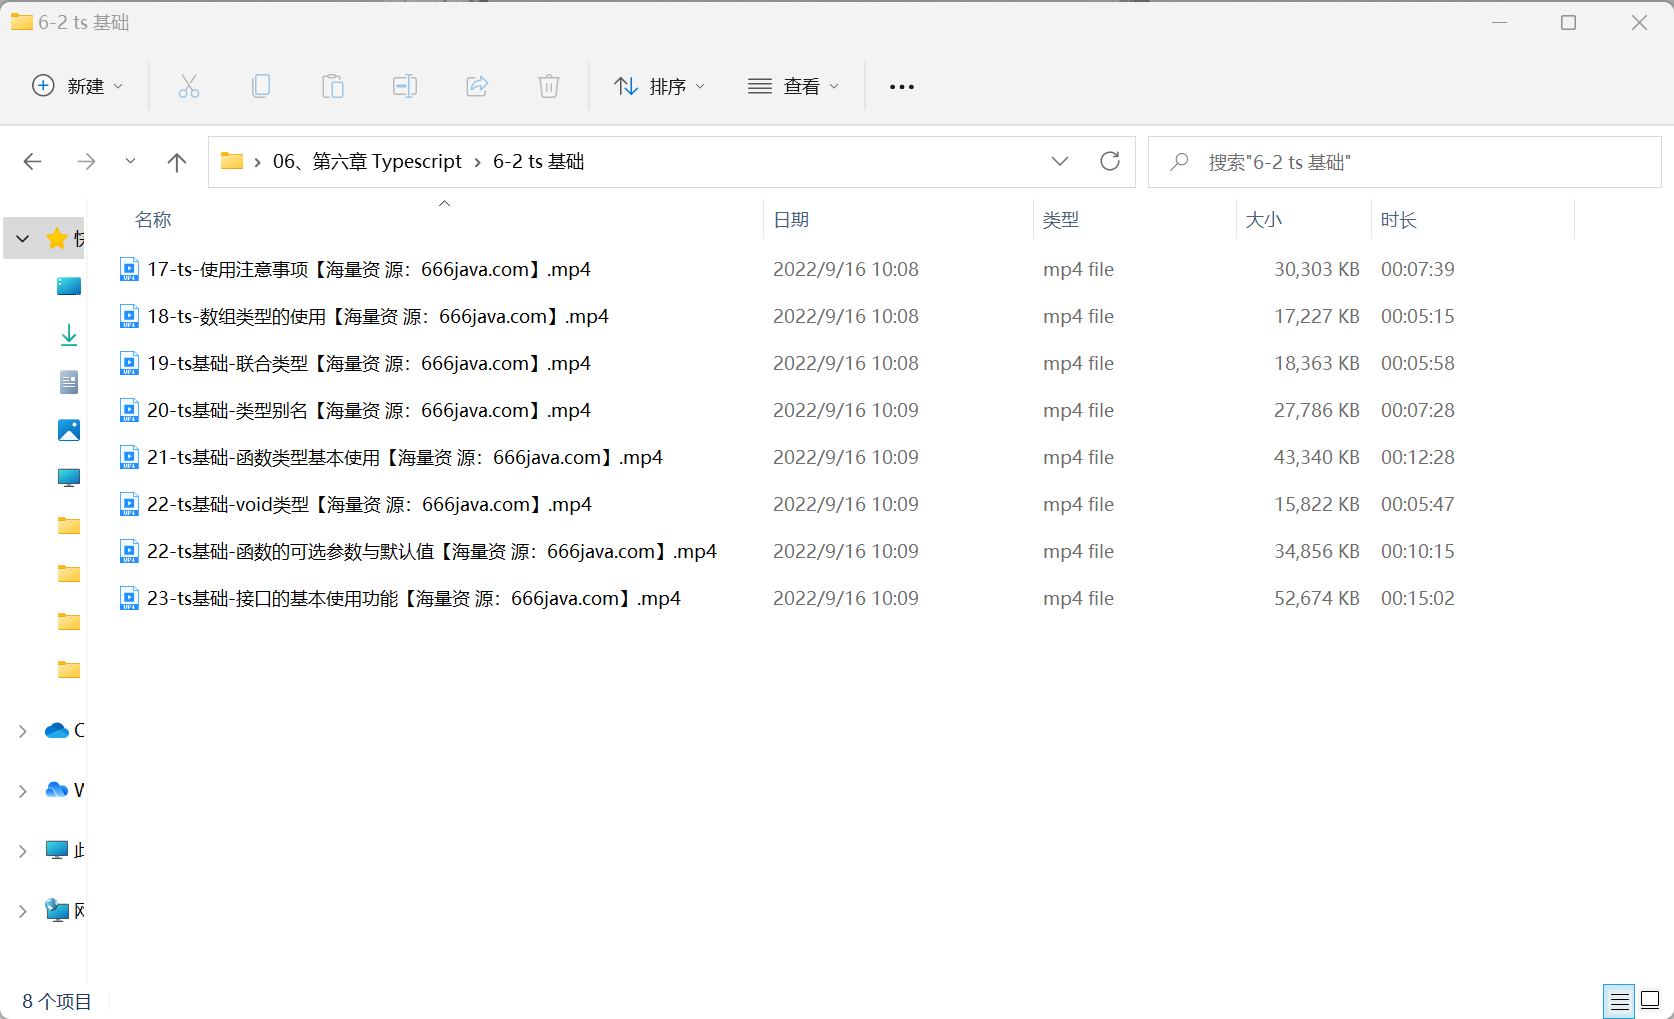 6-2 ts 基础
新建
排序
查看
06、第六章 Typescript
6-2 ts 基础
搜索"6-2 ts 基础"
名称 日期 类型 大小 时长
17-ts-使用注意事项【海量资 源：666java.com】.mp4 2022/9/16 10:08 mp4 file 30,303 KB 00:07:39
18-ts-数组类型的使用【海量资 源：666java.com】.mp4 2022/9/16 10:08 mp4 file 17,227 KB 00:05:15
19-ts基础-联合类型【海量资 源：666java.com】.mp4 2022/9/16 10:08 mp4 file 18,363 KB 00:05:58
20-ts基础-类型别名【海量资 源：666java.com】.mp4 2022/9/16 10:09 mp4 file 27,786 KB 00:07:28
21-ts基础-函数类型基本使用【海量资 源：666java.com】.mp4 2022/9/16 10:09 mp4 file 43,340 KB 00:12:28
22-ts基础-void类型【海量资 源：666java.com】.mp4 2022/9/16 10:09 mp4 file 15,822 KB 00:05:47
22-ts基础-函数的可选参数与默认值【海量资 源：666java.com】.mp4 2022/9/16 10:09 mp4 file 34,856 KB 00:10:15
23-ts基础-接口的基本使用功能【海量资 源：666java.com】.mp4 2022/9/16 10:09 mp4 file 52,674 KB 00:15:02
8 个项目